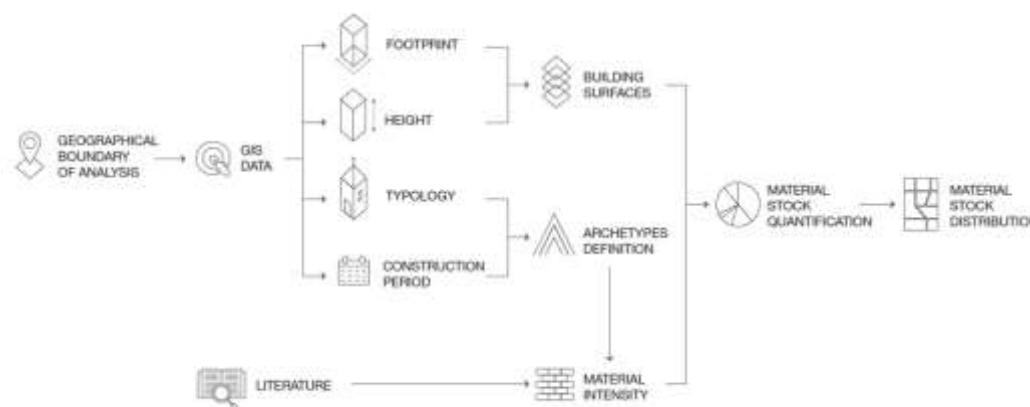 FOOTPRINT
BUILDING
SURFACES
HEIGHT
GEOGRAPHICAL
BOUNDARY
OF ANALYSIS
GIS
DATA
TYPOLOGY
MATERIAL
STOCK
QUANTIFICATION
MATERIAL
STOCK
DISTRIBUTIO
ARCHETYPES
DEFINITION
CONSTRUCTION
PERIOD
LITERATURE
MATERIAL
INTENSITY